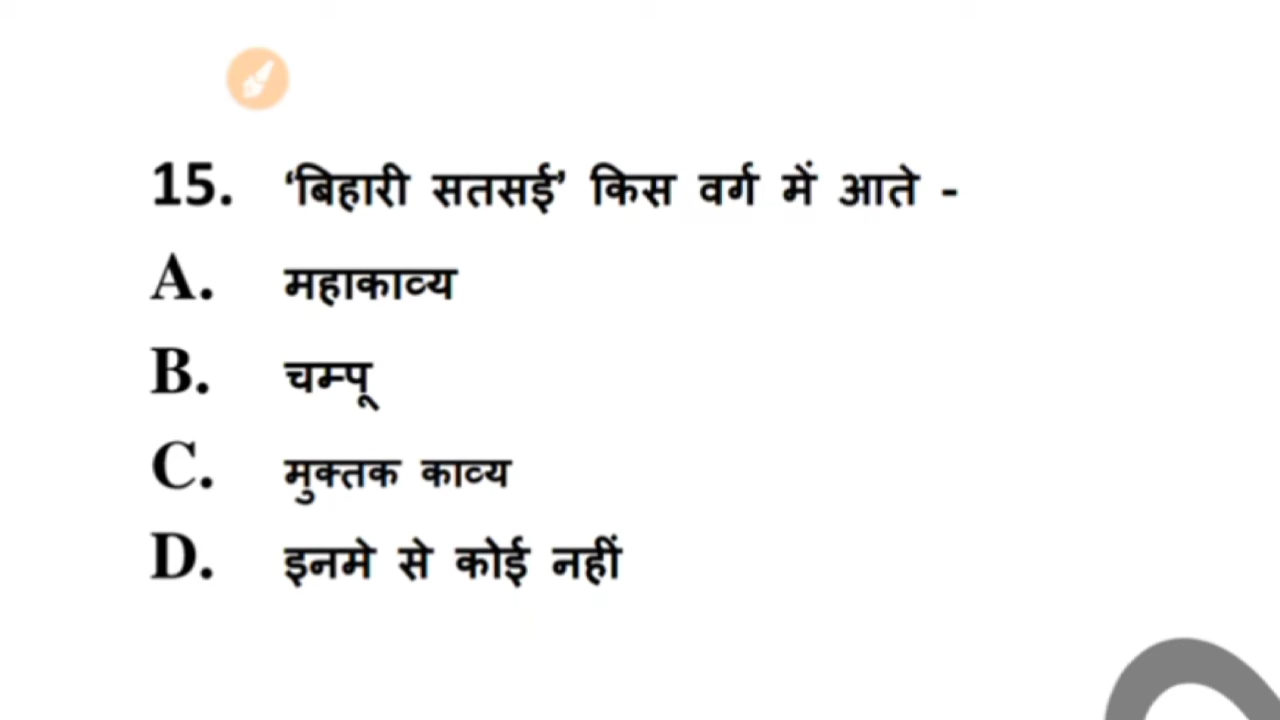 15. ‘बिहारी सतसई’ किस वर्ग में आते -
A. महाकाव्य
B. चम्पू
C. मुक्तक काव्य
D. इनमे से कोई नहीं